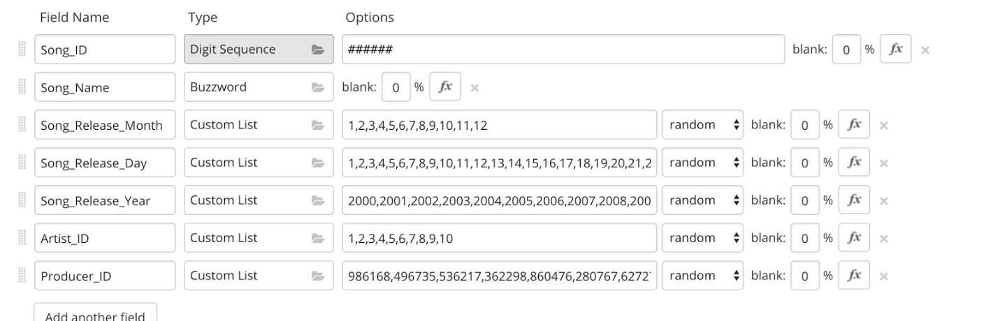 Field Name Type Options
Song_ID Digit Sequence ###### blank: 0 % fx ×
Song_Name Buzzword blank: 0 % fx ×
Song_Release_Month Custom List 1,2,3,4,5,6,7,8,9,10,11,12 random blank: 0 % fx ×
Song_Release_Day Custom List 1,2,3,4,5,6,7,8,9,10,11,12,13,14,15,16,17,18,19,20,21,2 random blank: 0 % fx ×
Song_Release_Year Custom List 2000,2001,2002,2003,2004,2005,2006,2007,2008,200 random blank: 0 % fx ×
Artist_ID Custom List 1,2,3,4,5,6,7,8,9,10 random blank: 0 % fx ×
Producer_ID Custom List 986168,496735,536217,362298,860476,280767,6272 random blank: 0 % fx ×
Add another field